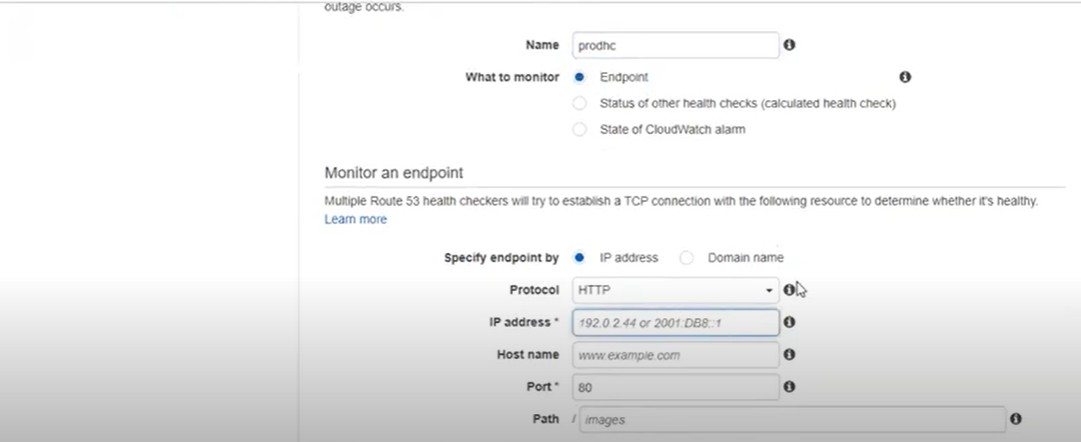 outage occurs.
Name prodhc
What to monitor Endpoint
Status of other health checks (calculated health check)
State of CloudWatch alarm
Monitor an endpoint
Multiple Route 53 health checkers will try to establish a TCP connection with the following resource to determine whether it's healthy.
Learn more
Specify endpoint by IP address Domain name
Protocol HTTP
IP address * 192.0.2.44 or 2001:DB8::1
Host name www.example.com
Port * 80
Path / images